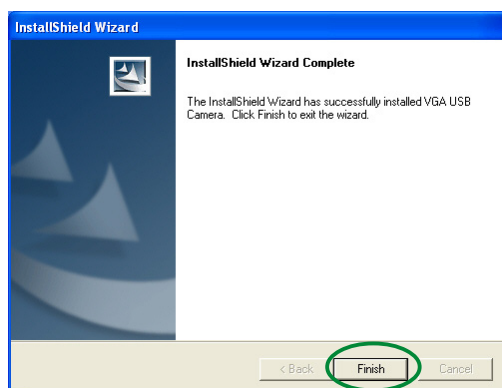 InstallShield Wizard
InstallShield Wizard Complete
The InstallShield Wizard has successfully installed VGA USB
Camera. Click Finish to exit the wizard.
< Back
Finish
Cancel